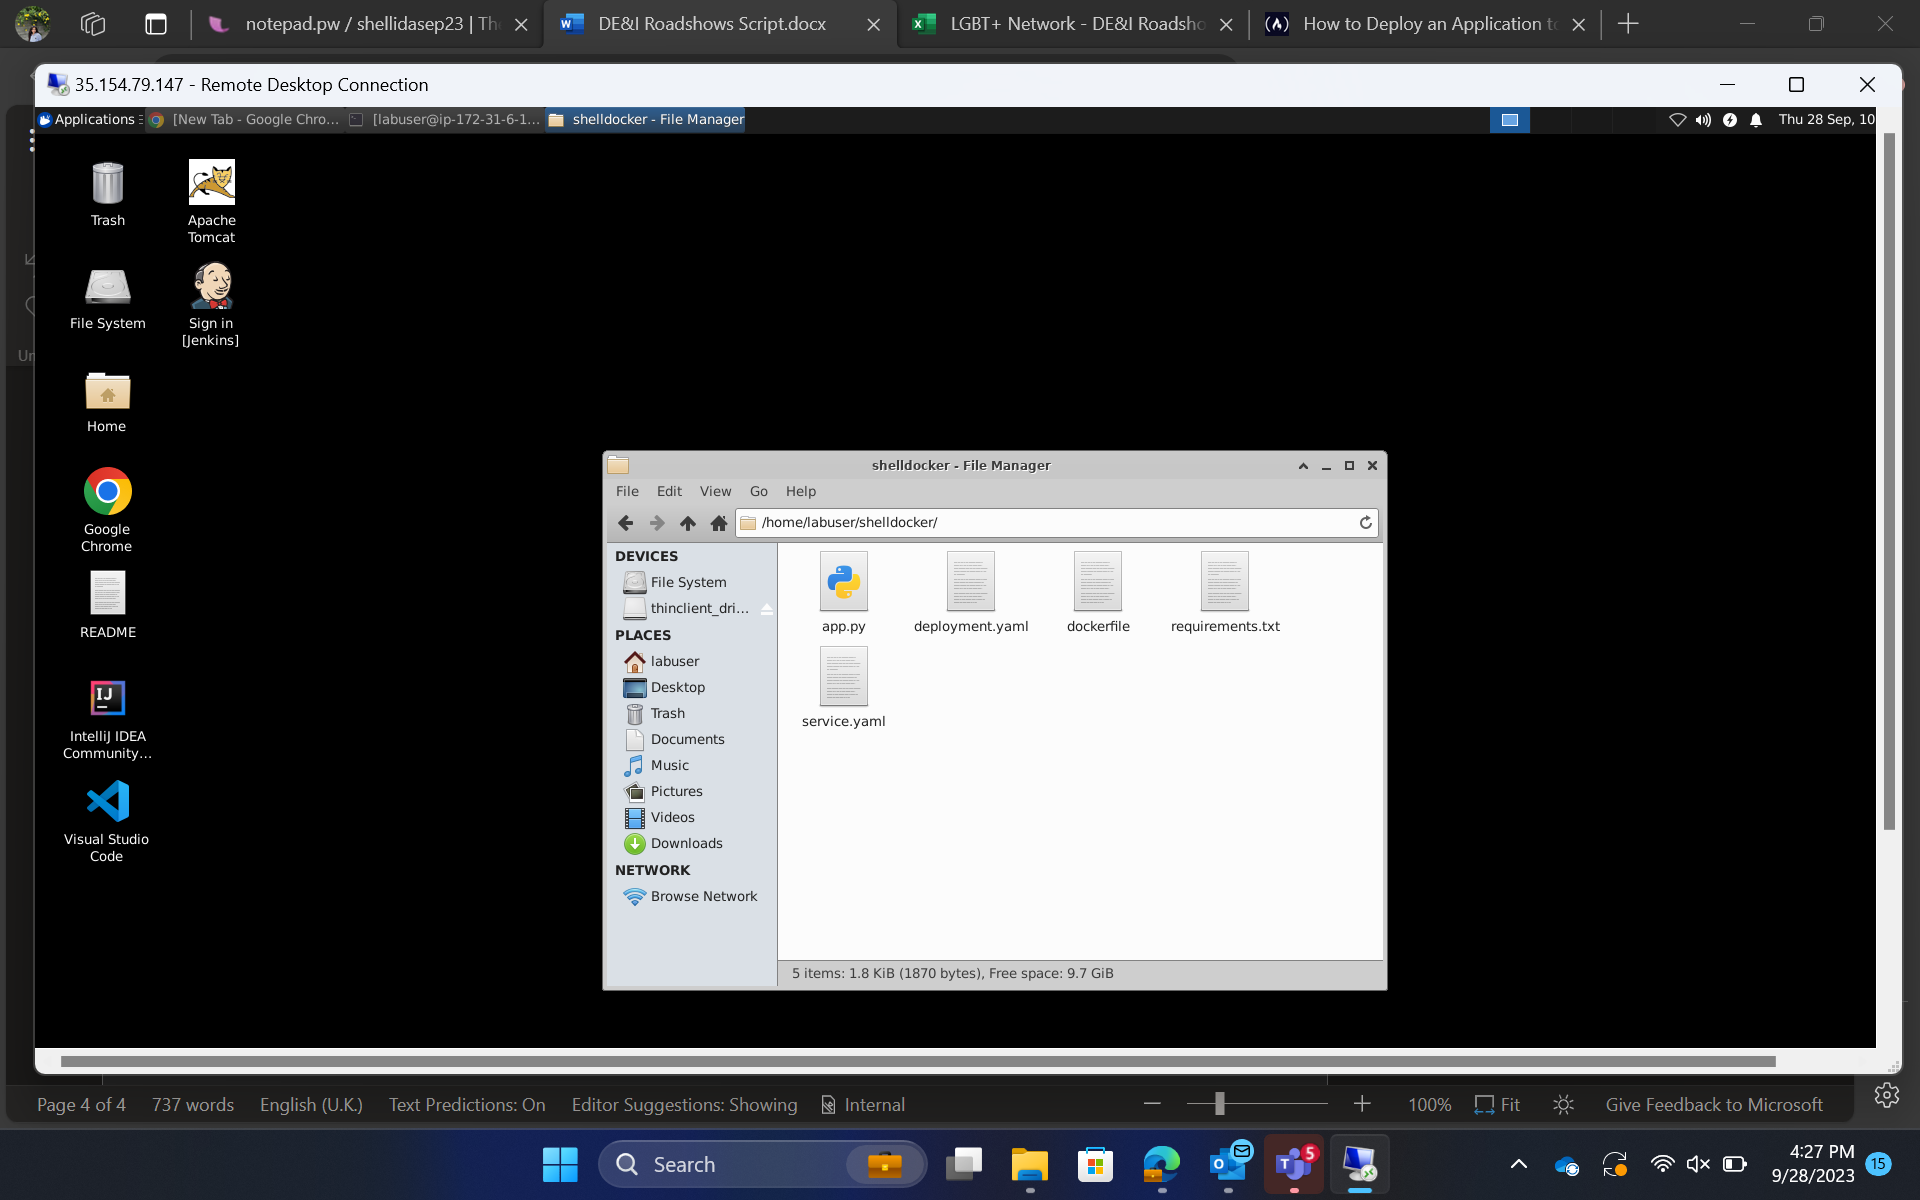 notepad.pw / shellidasep23 | Th
DE&I Roadshows Script.docx
LGBT+ Network - DE&I Roadsho
How to Deploy an Application to
35.154.79.147 - Remote Desktop Connection
Applications
[New Tab - Google Chro...
[labuser@ip-172-31-6-1...
shelldocker - File Manager
Thu 28 Sep, 10
Trash
Apache
Tomcat
File System
Sign in
[Jenkins]
Home
Google
Chrome
README
IJ
IntelliJ IDEA
Community...
Visual Studio
Code
shelldocker - File Manager
File Edit View Go Help
/home/labuser/shelldocker/
DEVICES
File System
thinclient_dri...
PLACES
labuser
Desktop
Trash
Documents
Music
Pictures
Videos
Downloads
NETWORK
Browse Network
app.py
deployment.yaml
dockerfile
requirements.txt
service.yaml
5 items: 1.8 KiB (1870 bytes), Free space: 9.7 GiB
Page 4 of 4 737 words English (U.K.) Text Predictions: On Editor Suggestions: Showing Internal
100% Fit Give Feedback to Microsoft
Search
5
4:27 PM
9/28/2023
15